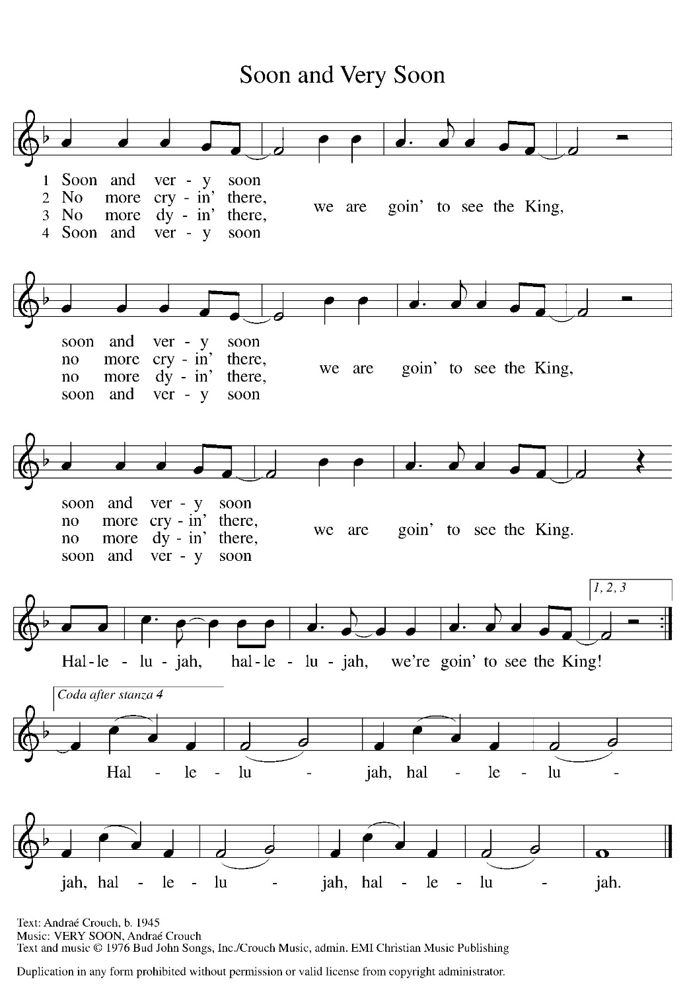 Soon and Very Soon
1 Soon and ver - y soon
2 No more cry - in' there,
3 No more dy - in' there,
4 Soon and ver - y soon
we are goin' to see the King,
soon and ver - y soon
no more cry - in' there,
no more dy - in' there,
soon and ver - y soon
we are goin' to see the King,
soon and ver - y soon
no more cry - in' there,
no more dy - in' there,
soon and ver - y soon
we are goin' to see the King.
1, 2, 3
Hal - le - lu - jah, hal - le - lu - jah, we're goin' to see the King!
Coda after stanza 4
Hal - le - lu - jah, hal - le - lu -
jah, hal - le - lu - jah, hal - le - lu - jah.
Text: Andraé Crouch, b. 1945
Music: VERY SOON, Andraé Crouch
Text and music © 1976 Bud John Songs, Inc./Crouch Music, admin. EMI Christian Music Publishing
Duplication in any form prohibited without permission or valid license from copyright administrator.